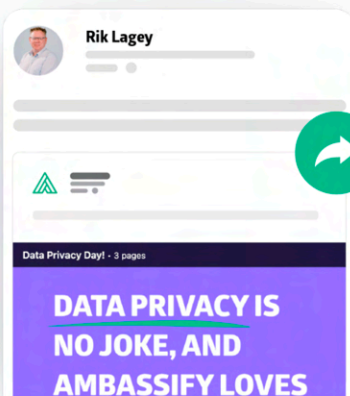 Rik Lagey
Data Privacy Day! • 3 pages
DATA PRIVACY IS
NO JOKE, AND
AMBASSIFY LOVES